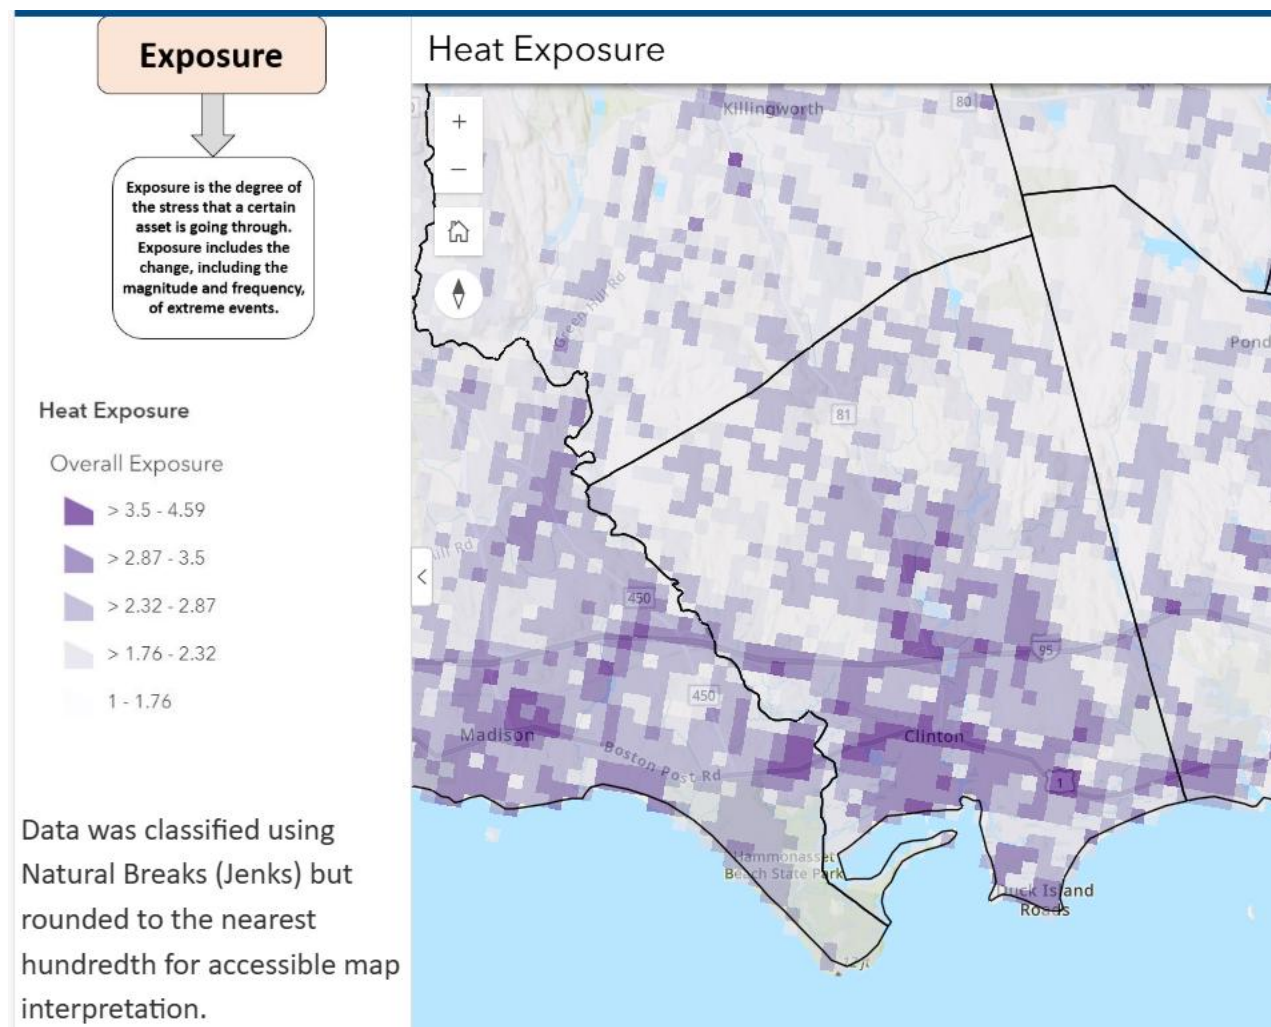 Exposure
Exposure is the degree of
the stress that a certain
asset is going through.
Exposure includes the
change, including the
magnitude and frequency,
of extreme events.
Heat Exposure
Overall Exposure
> 3.5 - 4.59
> 2.87 - 3.5
> 2.32 - 2.87
> 1.76 - 2.32
1 - 1.76
Data was classified using
Natural Breaks (Jenks) but
rounded to the nearest
hundredth for accessible map
interpretation.
Heat Exposure
+
−
Killingworth
80
Green Hill Rd
Pond
81
Rd
450
95
450
Madison
Clinton
Boston Post Rd
1
Hammonasset
Beach State Park
Duck Island
Roads
12 ft